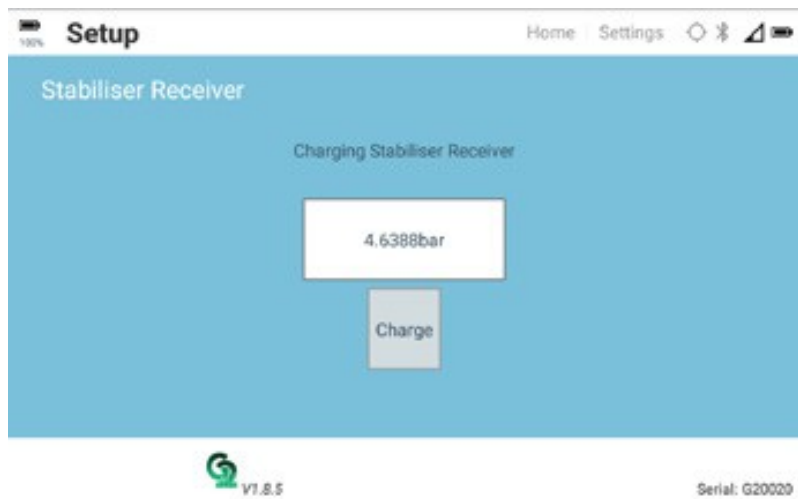 100%
Setup
Home Settings
Stabiliser Receiver
Charging Stabiliser Receiver
4.6388bar
Charge
V1.8.5
Serial: G20020